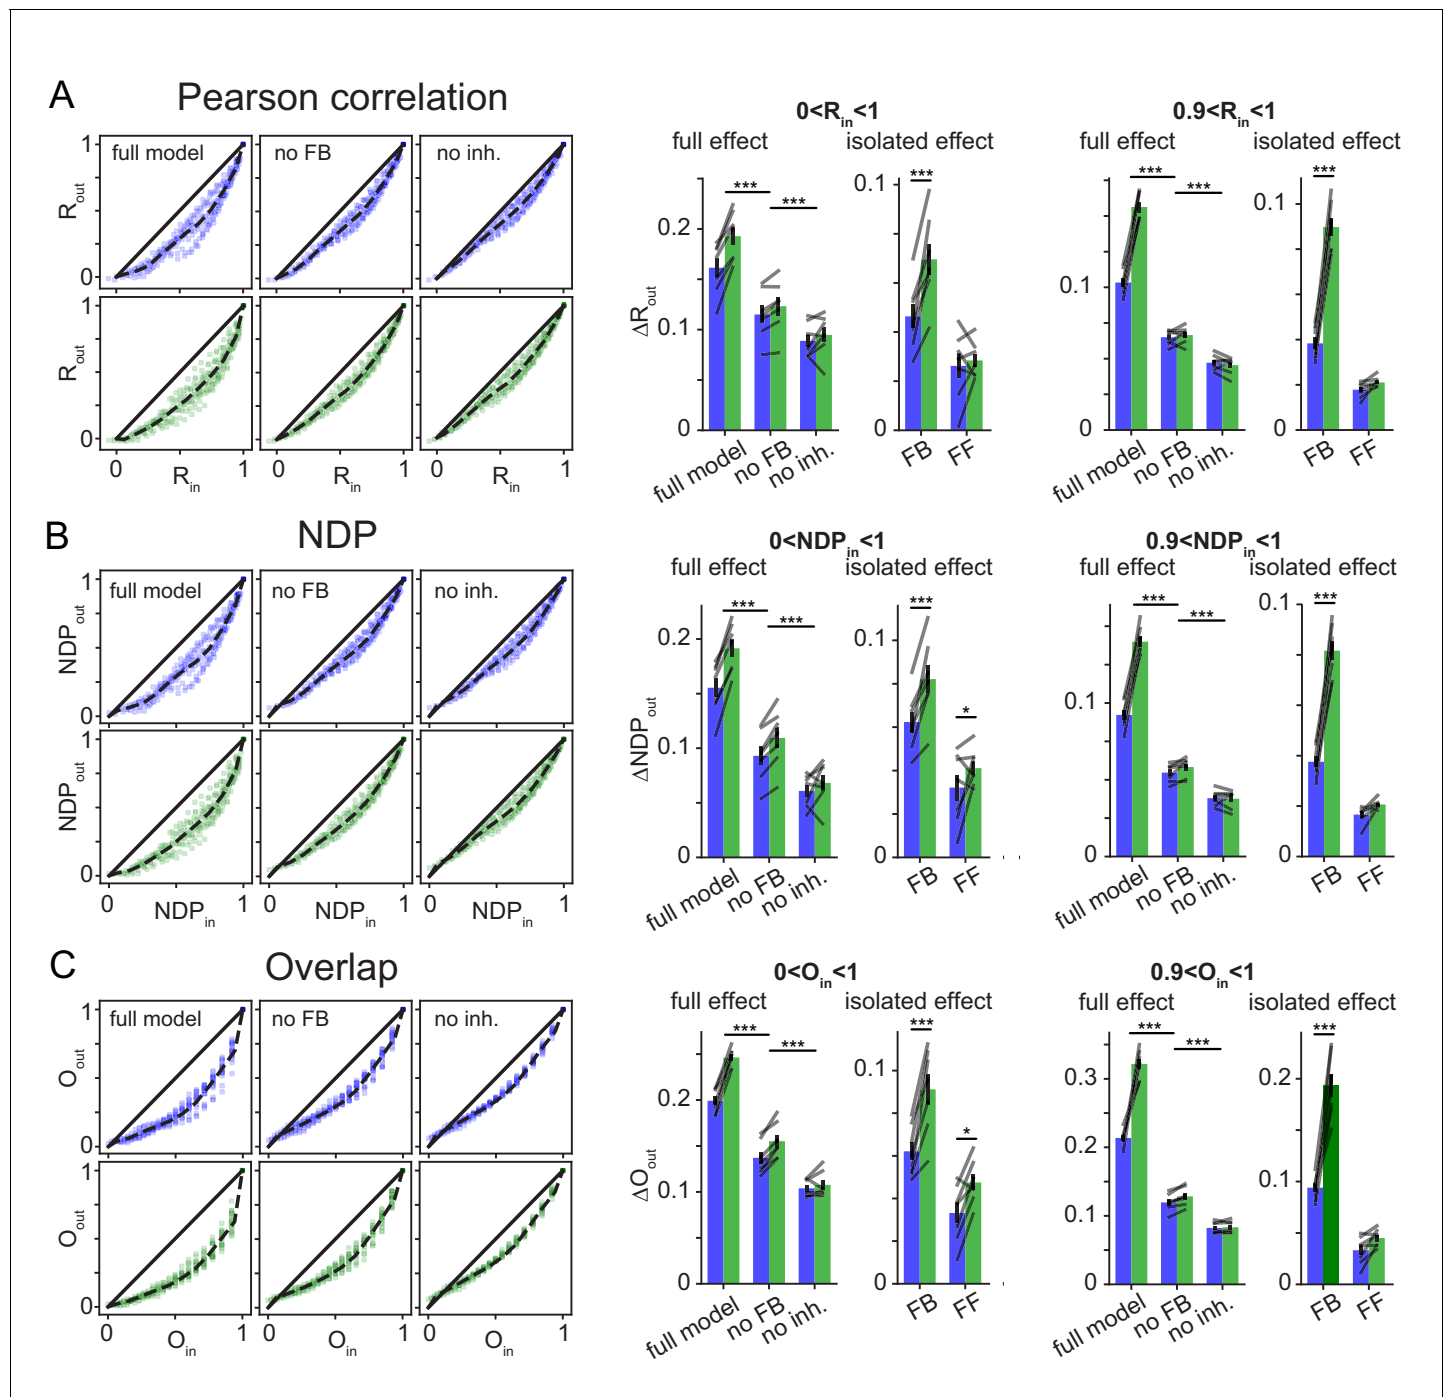 A
Pearson correlation
0<R_in<1
0.9<R_in<1
full effect
isolated effect
full effect
isolated effect
full model
no FB
no inh.
1
R_out
0
1
R_out
0
0 1
R_in
0 1
R_in
0 1
R_in
ΔR_out
0.2
0.1
0
***
***
full model
no FB
no inh.
0.1
0
***
FB
FF
0.1
0
***
***
full model
no FB
no inh.
0.1
0
***
FB
FF
B
NDP
0<NDP_in<1
0.9<NDP_in<1
full effect
isolated effect
full effect
isolated effect
full model
no FB
no inh.
1
NDP_out
0
1
NDP_out
0
0 1
NDP_in
0 1
NDP_in
0 1
NDP_in
ΔNDP_out
0.2
0.1
0
***
***
full model
no FB
no inh.
0.1
0
***
*
FB
FF
0.1
0
***
***
full model
no FB
no inh.
0.1
0
***
FB
FF
C
Overlap
0<O_in<1
0.9<O_in<1
full effect
isolated effect
full effect
isolated effect
full model
no FB
no inh.
1
O_out
0
1
O_out
0
0 1
O_in
0 1
O_in
0 1
O_in
ΔO_out
0.2
0.1
0
***
***
full model
no FB
no inh.
0.1
0
***
*
FB
FF
0.3
0.2
0.1
0
***
***
full model
no FB
no inh.
0.2
0.1
0
***
FB
FF